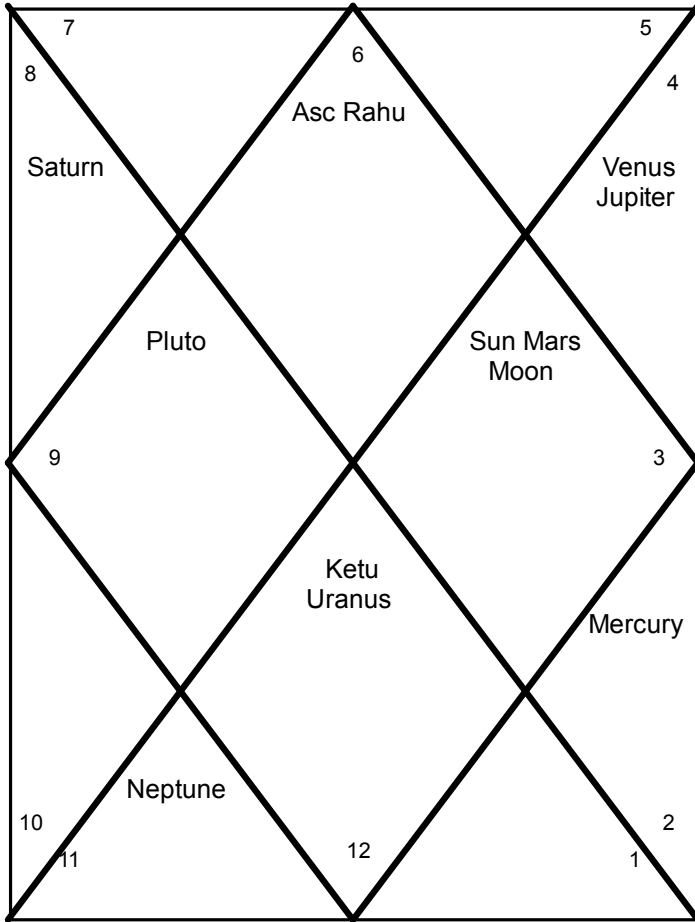 7
5
6
8
4
Asc Rahu
Saturn
Venus
Jupiter
Pluto
Sun Mars
Moon
9
3
Ketu
Uranus
Mercury
Neptune
10
2
12
11
1